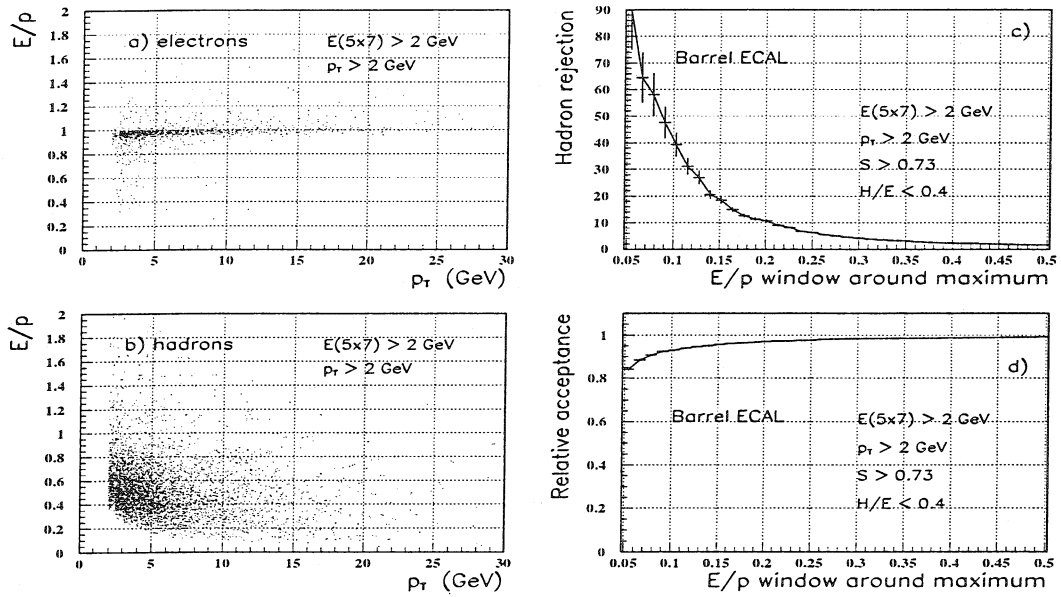 a) electrons
E(5x7) > 2 GeV
pT > 2 GeV
E/p
2
1.8
1.6
1.4
1.2
1
0.8
0.6
0.4
0.2
0
0 5 10 15 20 25 30
pT (GeV)
c)
Barrel ECAL
E(5x7) > 2 GeV
pT > 2 GeV
S > 0.73
H/E < 0.4
Hadron rejection
90
80
70
60
50
40
30
20
10
0
0.05 0.1 0.15 0.2 0.25 0.3 0.35 0.4 0.45 0.5
E/p window around maximum
b) hadrons
E(5x7) > 2 GeV
pT > 2 GeV
E/p
2
1.8
1.6
1.4
1.2
1
0.8
0.6
0.4
0.2
0
0 5 10 15 20 25 30
pT (GeV)
d)
Barrel ECAL
E(5x7) > 2 GeV
pT > 2 GeV
S > 0.73
H/E < 0.4
Relative acceptance
1
0.8
0.6
0.4
0.2
0
0.05 0.1 0.15 0.2 0.25 0.3 0.35 0.4 0.45 0.5
E/p window around maximum